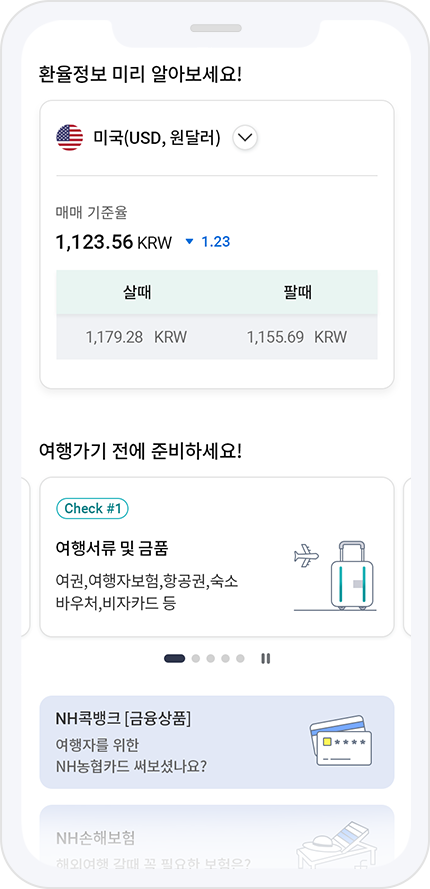 환율정보 미리 알아보세요!
미국(USD, 원달러)
매매 기준율
1,123.56 KRW ▼ 1.23
살때 팔때
1,179.28 KRW 1,155.69 KRW
여행가기 전에 준비하세요!
Check #1
여행서류 및 금품
여권,여행자보험,항공권,숙소
바우처,비자카드 등
NH콕뱅크 [금융상품]
여행자를 위한
NH농협카드 써보셨나요?
NH손해보험
해외여행 갈때 꼭 필요한 보험은?